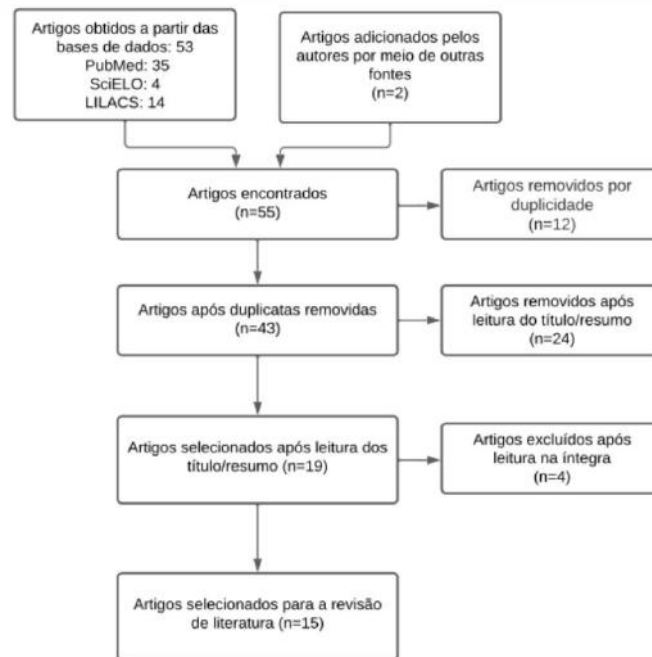 Artigos obtidos a partir das
bases de dados: 53
PubMed: 35
SciELO: 4
LILACS: 14
Artigos adicionados pelos
autores por meio de outras
fontes
(n=2)
Artigos encontrados
(n=55)
Artigos removidos por
duplicidade
(n=12)
Artigos após duplicatas removidas
(n=43)
Artigos removidos após
leitura do título/resumo
(n=24)
Artigos selecionados após leitura dos
título/resumo (n=19)
Artigos excluídos após
leitura na íntegra
(n=4)
Artigos selecionados para a revisão
de literatura (n=15)